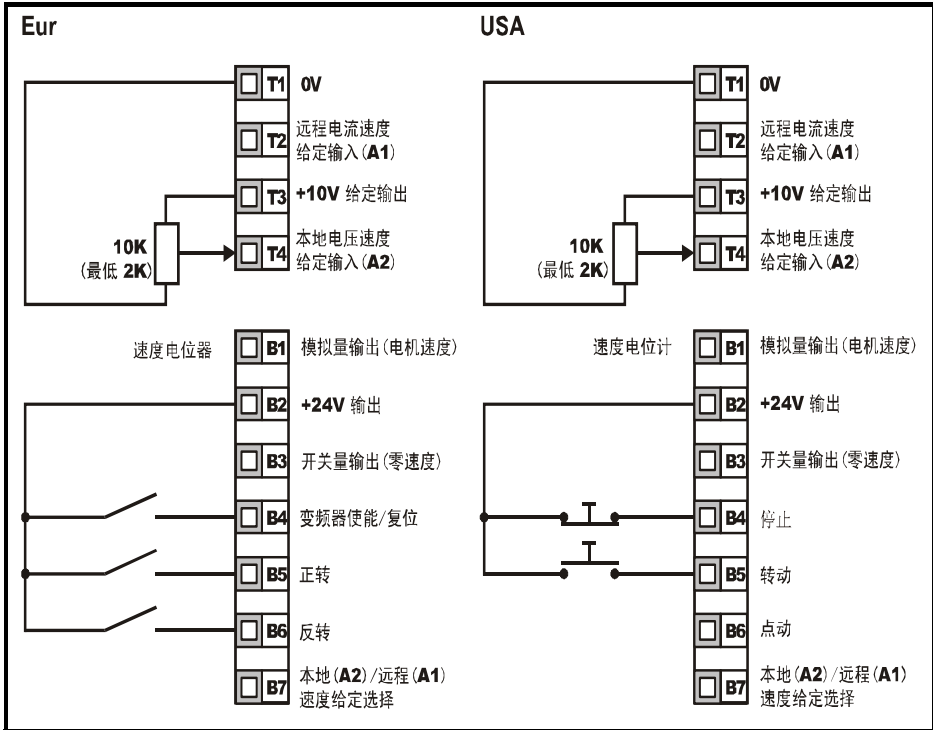 Eur
T1 0V
T2 远程电流速度
给定输入(A1)
T3 +10V 给定输出
10K
(最低 2K)
T4 本地电压速度
给定输入(A2)
速度电位器
B1 模拟量输出(电机速度)
B2 +24V 输出
B3 开关量输出(零速度)
B4 变频器使能/复位
B5 正转
B6 反转
B7 本地(A2)/远程(A1)
速度给定选择
USA
T1 0V
T2 远程电流速度
给定输入(A1)
T3 +10V 给定输出
10K
(最低 2K)
T4 本地电压速度
给定输入(A2)
速度电位计
B1 模拟量输出(电机速度)
B2 +24V 输出
B3 开关量输出(零速度)
B4 停止
B5 转动
B6 点动
B7 本地(A2)/远程(A1)
速度给定选择